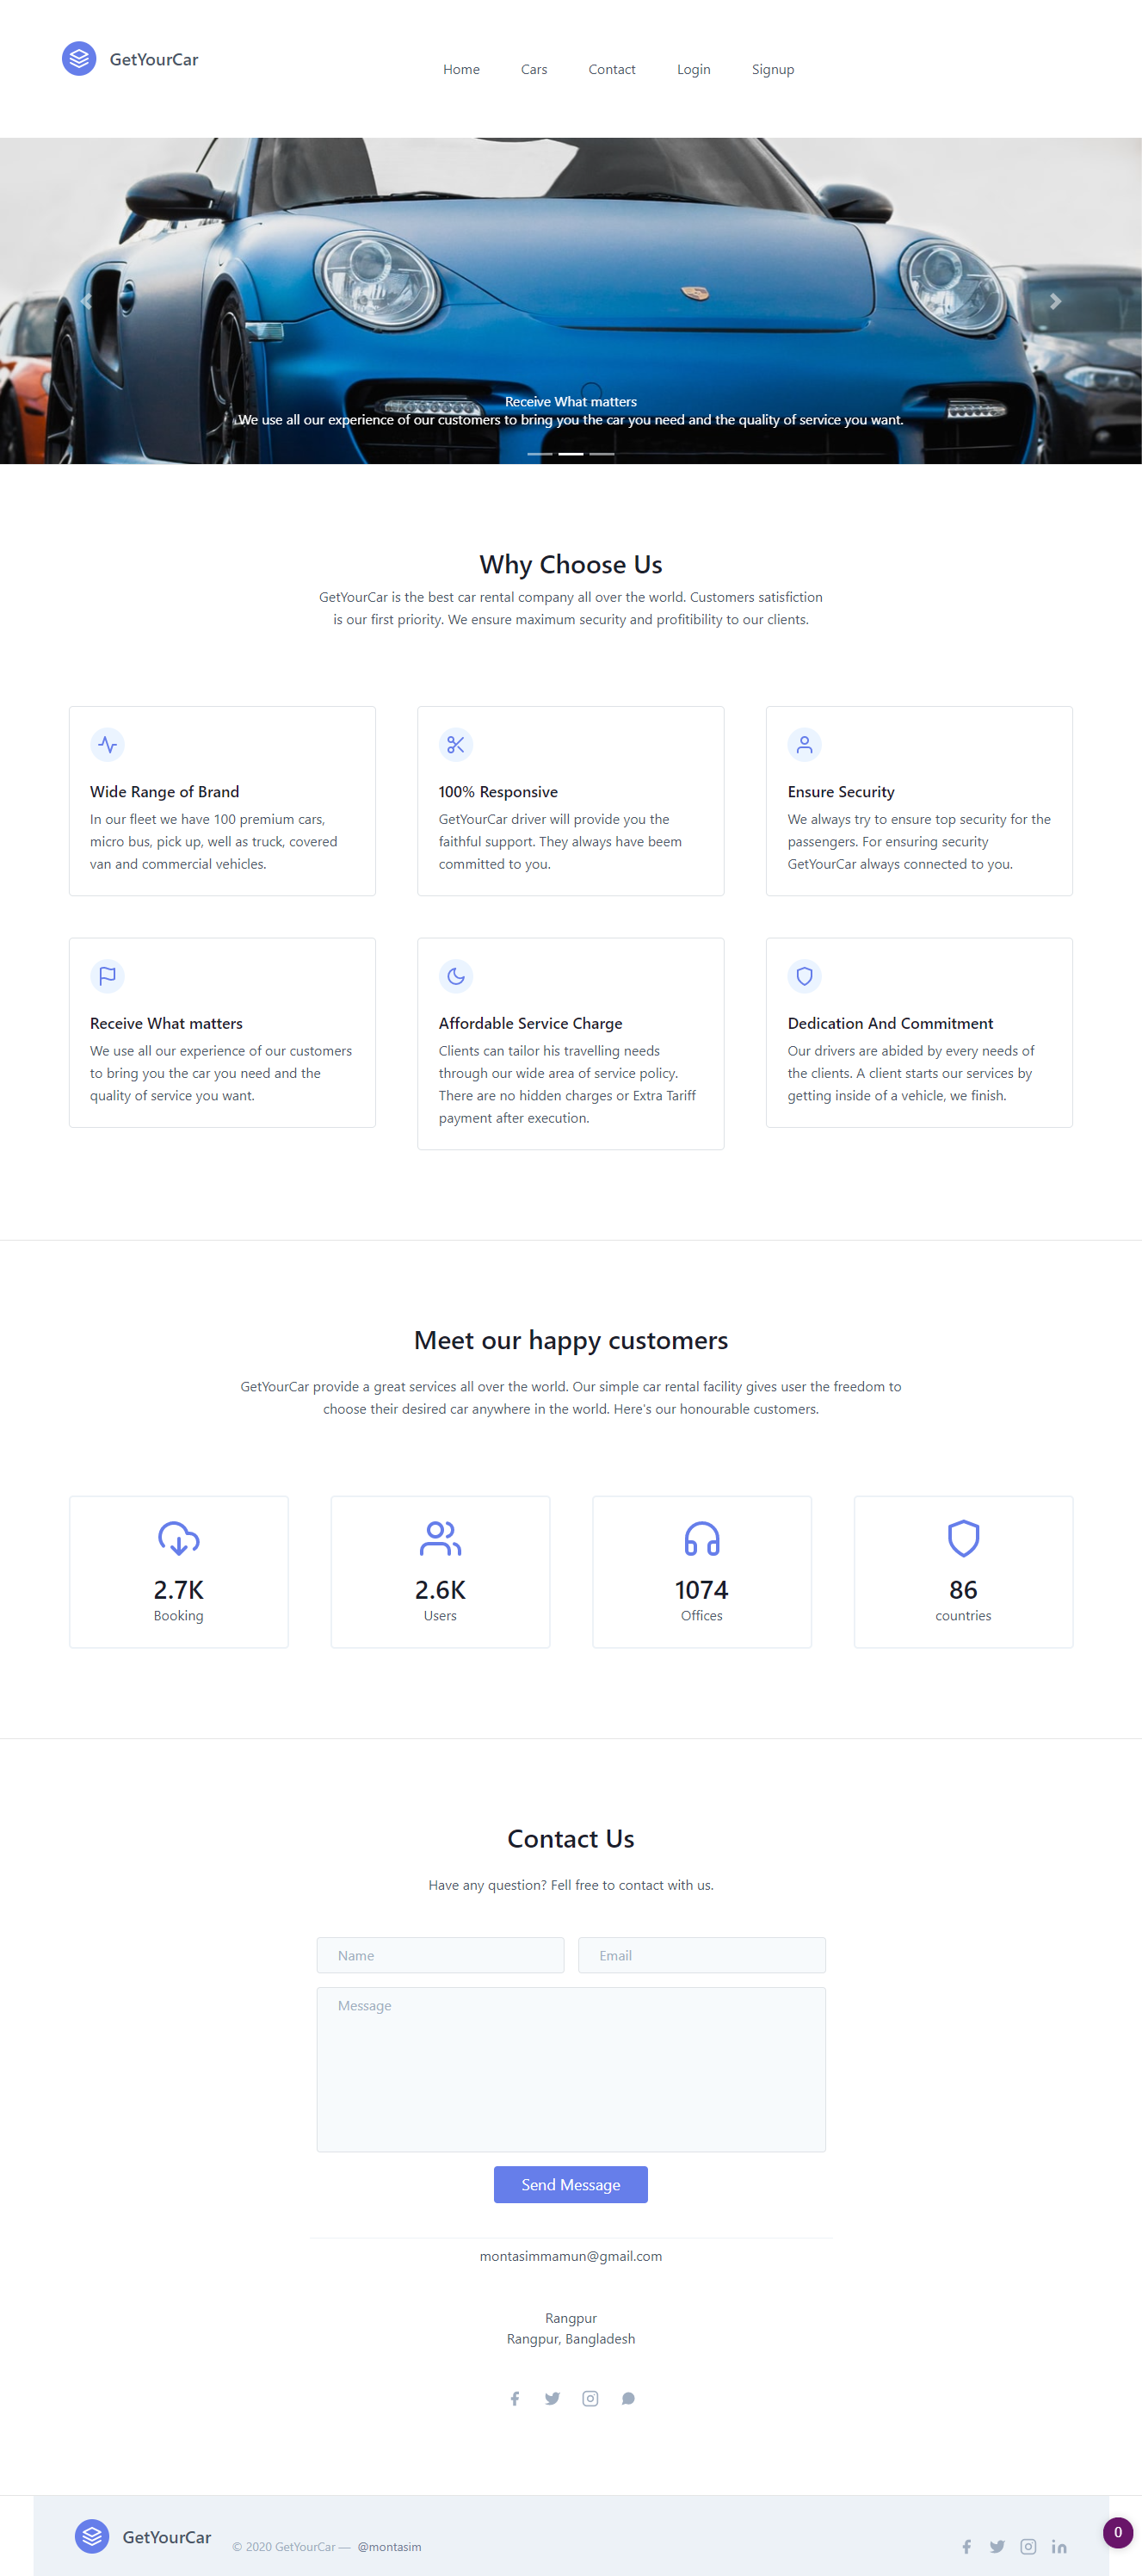 GetYourCar
Home Cars Contact Login Signup
Receive What matters
We use all our experience of our customers to bring you the car you need and the quality of service you want.
Why Choose Us
GetYourCar is the best car rental company all over the world. Customers satisfiction
is our first priority. We ensure maximum security and profitibility to our clients.
Wide Range of Brand
In our fleet we have 100 premium cars,
micro bus, pick up, well as truck, covered
van and commercial vehicles.
100% Responsive
GetYourCar driver will provide you the
faithful support. They always have beem
committed to you.
Ensure Security
We always try to ensure top security for the
passengers. For ensuring security
GetYourCar always connected to you.
Receive What matters
We use all our experience of our customers
to bring you the car you need and the
quality of service you want.
Affordable Service Charge
Clients can tailor his travelling needs
through our wide area of service policy.
There are no hidden charges or Extra Tariff
payment after execution.
Dedication And Commitment
Our drivers are abided by every needs of
the clients. A client starts our services by
getting inside of a vehicle, we finish.
Meet our happy customers
GetYourCar provide a great services all over the world. Our simple car rental facility gives user the freedom to
choose their desired car anywhere in the world. Here's our honourable customers.
2.7K
Booking
2.6K
Users
1074
Offices
86
countries
Contact Us
Have any question? Fell free to contact with us.
Name
Email
Message
Send Message
montasimmamun@gmail.com
Rangpur
Rangpur, Bangladesh
GetYourCar
© 2020 GetYourCar — @montasim
0